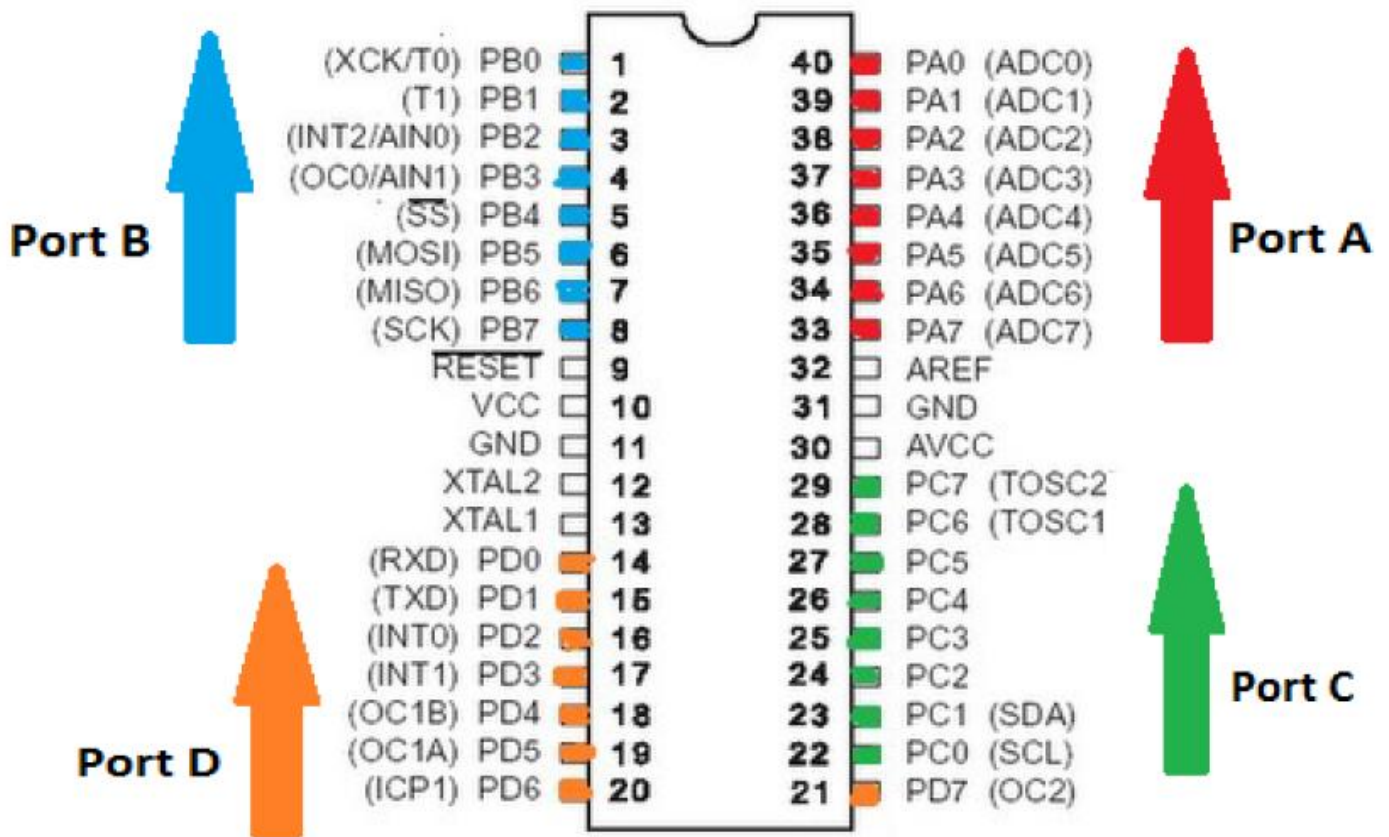 (XCK/T0) PB0 1
(T1) PB1 2
(INT2/AIN0) PB2 3
(OC0/AIN1) PB3 4
(SS) PB4 5
(MOSI) PB5 6
(MISO) PB6 7
(SCK) PB7 8
RESET 9
VCC 10
GND 11
XTAL2 12
XTAL1 13
(RXD) PD0 14
(TXD) PD1 15
(INT0) PD2 16
(INT1) PD3 17
(OC1B) PD4 18
(OC1A) PD5 19
(ICP1) PD6 20
40 PA0 (ADC0)
39 PA1 (ADC1)
38 PA2 (ADC2)
37 PA3 (ADC3)
36 PA4 (ADC4)
35 PA5 (ADC5)
34 PA6 (ADC6)
33 PA7 (ADC7)
32 AREF
31 GND
30 AVCC
29 PC7 (TOSC2
28 PC6 (TOSC1
27 PC5
26 PC4
25 PC3
24 PC2
23 PC1 (SDA)
22 PC0 (SCL)
21 PD7 (OC2)
Port B
Port A
Port D
Port C